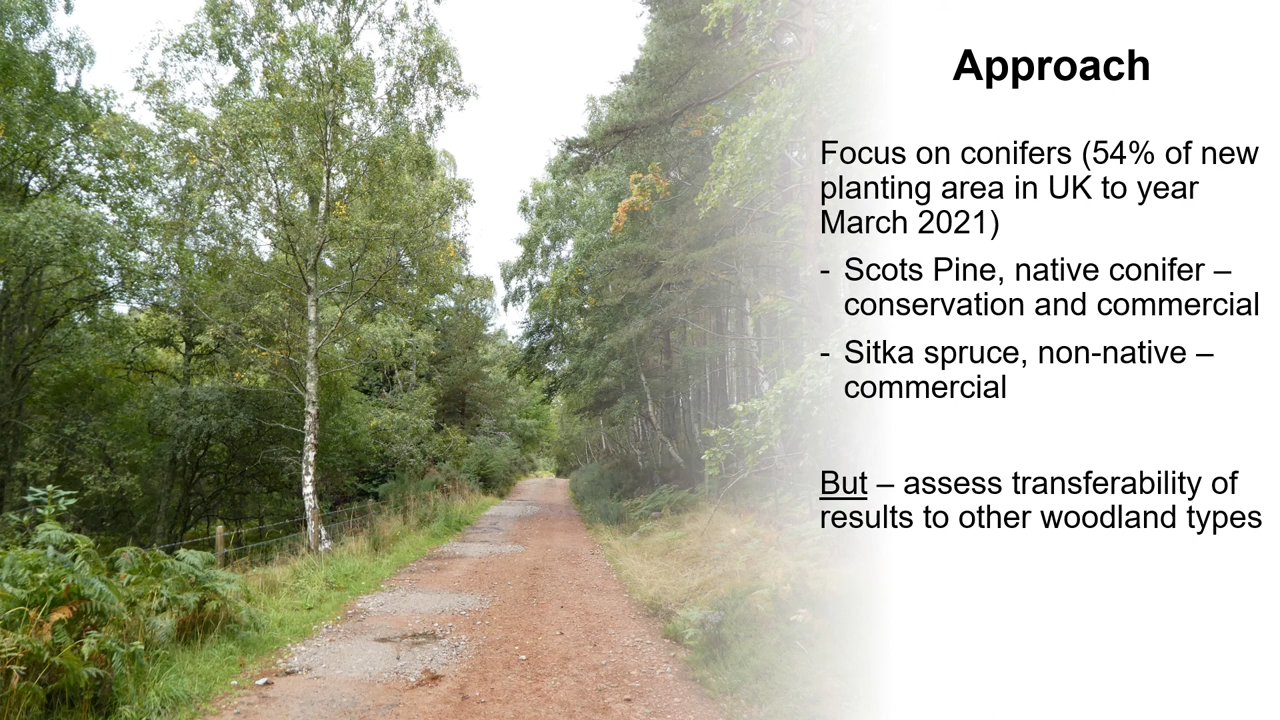 Approach
Focus on conifers (54% of new
planting area in UK to year
March 2021)
- Scots Pine, native conifer –
conservation and commercial
- Sitka spruce, non-native –
commercial
But – assess transferability of
results to other woodland types